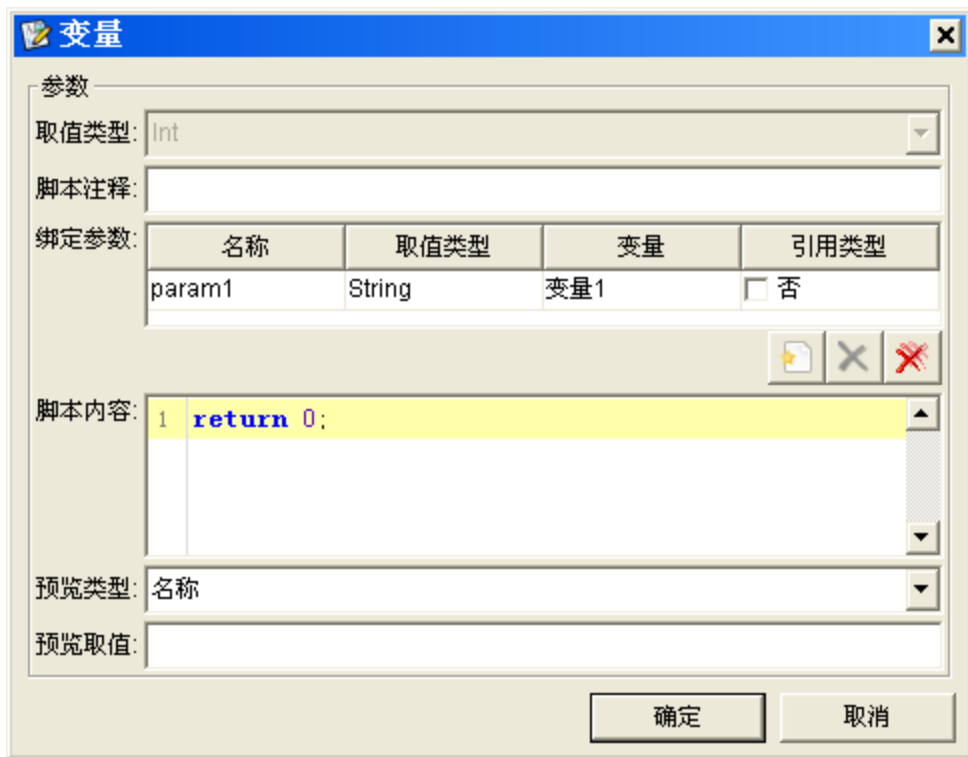 变量
参数
取值类型: Int
脚本注释:
绑定参数: 名称 取值类型 变量 引用类型
param1 String 变量1 否
脚本内容: 1 return 0;
预览类型: 名称
预览取值:
确定 取消